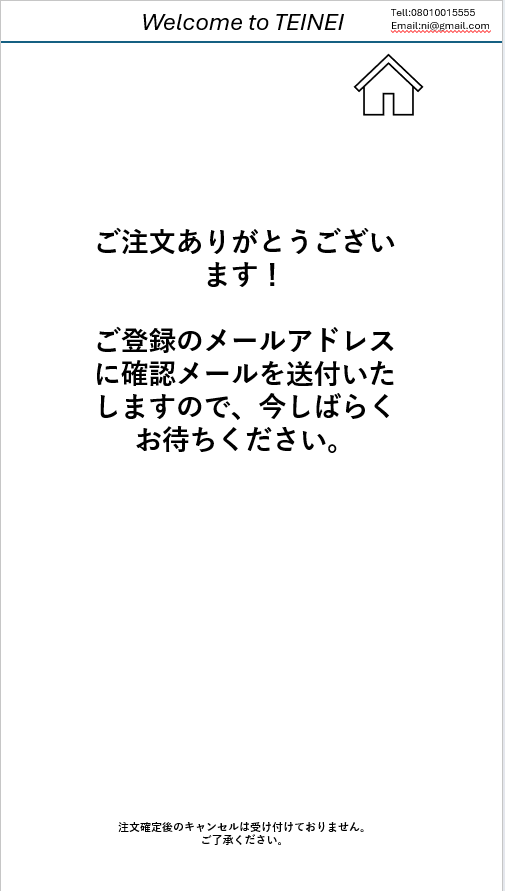 Welcome to TEINEI
Tell:08010015555
Email:ni@gmail.com
ご注文ありがとうござい
ます！
ご登録のメールアドレス
に確認メールを送付いた
しますので、今しばらく
お待ちください。
注文確定後のキャンセルは受け付けておりません。
ご了承ください。